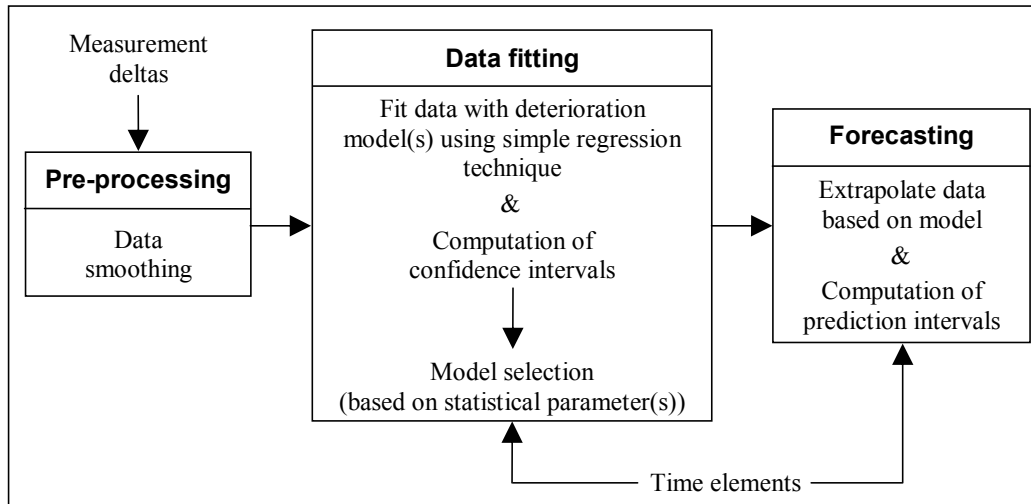 Measurement
deltas
Pre-processing
Data
smoothing
Data fitting
Fit data with deterioration
model(s) using simple regression
technique
&
Computation of
confidence intervals
Model selection
(based on statistical parameter(s))
Forecasting
Extrapolate data
based on model
&
Computation of
prediction intervals
Time elements